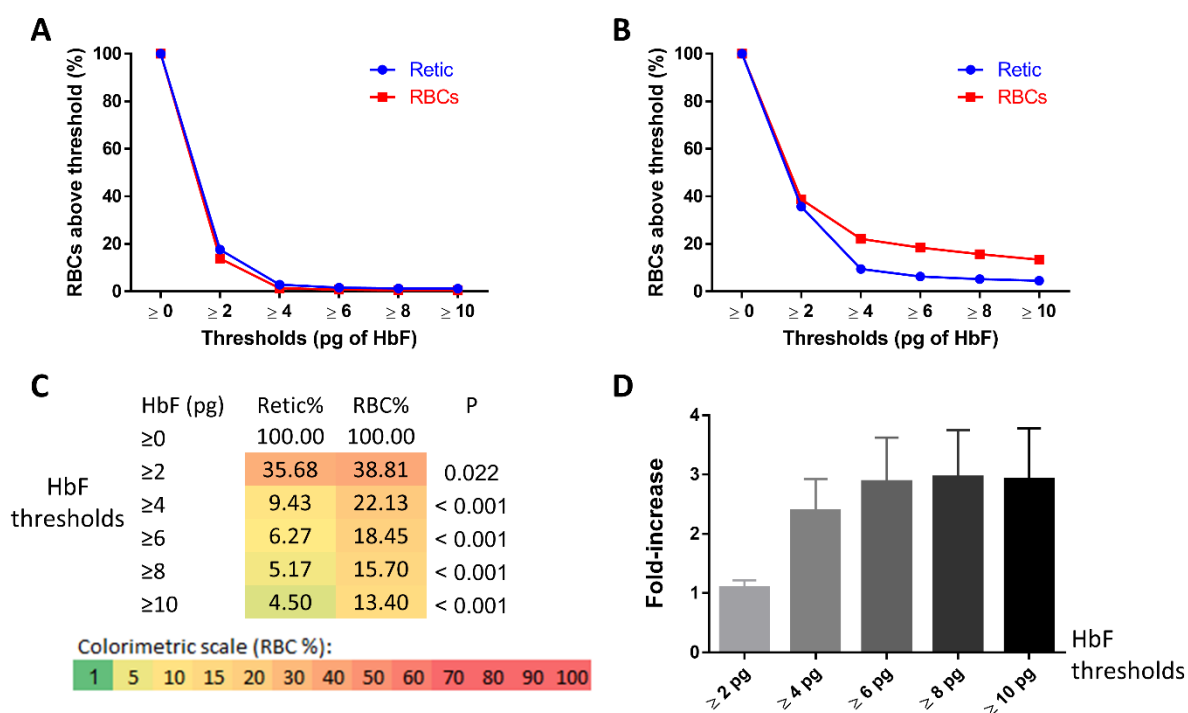 A
RBCs above threshold (%)
100
80
60
40
20
0
Retic
RBCs
≥ 0 ≥ 2 ≥ 4 ≥ 6 ≥ 8 ≥ 10
Thresholds (pg of HbF)
B
RBCs above threshold (%)
100
80
60
40
20
0
Retic
RBCs
≥ 0 ≥ 2 ≥ 4 ≥ 6 ≥ 8 ≥ 10
Thresholds (pg of HbF)
C
HbF (pg) Retic% RBC% P
≥0 100.00 100.00
≥2 35.68 38.81 0.022
≥4 9.43 22.13 < 0.001
≥6 6.27 18.45 < 0.001
≥8 5.17 15.70 < 0.001
≥10 4.50 13.40 < 0.001
HbF
thresholds
Colorimetric scale (RBC %):
1 5 10 15 20 30 40 50 60 70 80 90 100
D
Fold-increase
4
3
2
1
0
≥ 2 pg ≥ 4 pg ≥ 6 pg ≥ 8 pg ≥ 10 pg
HbF
thresholds